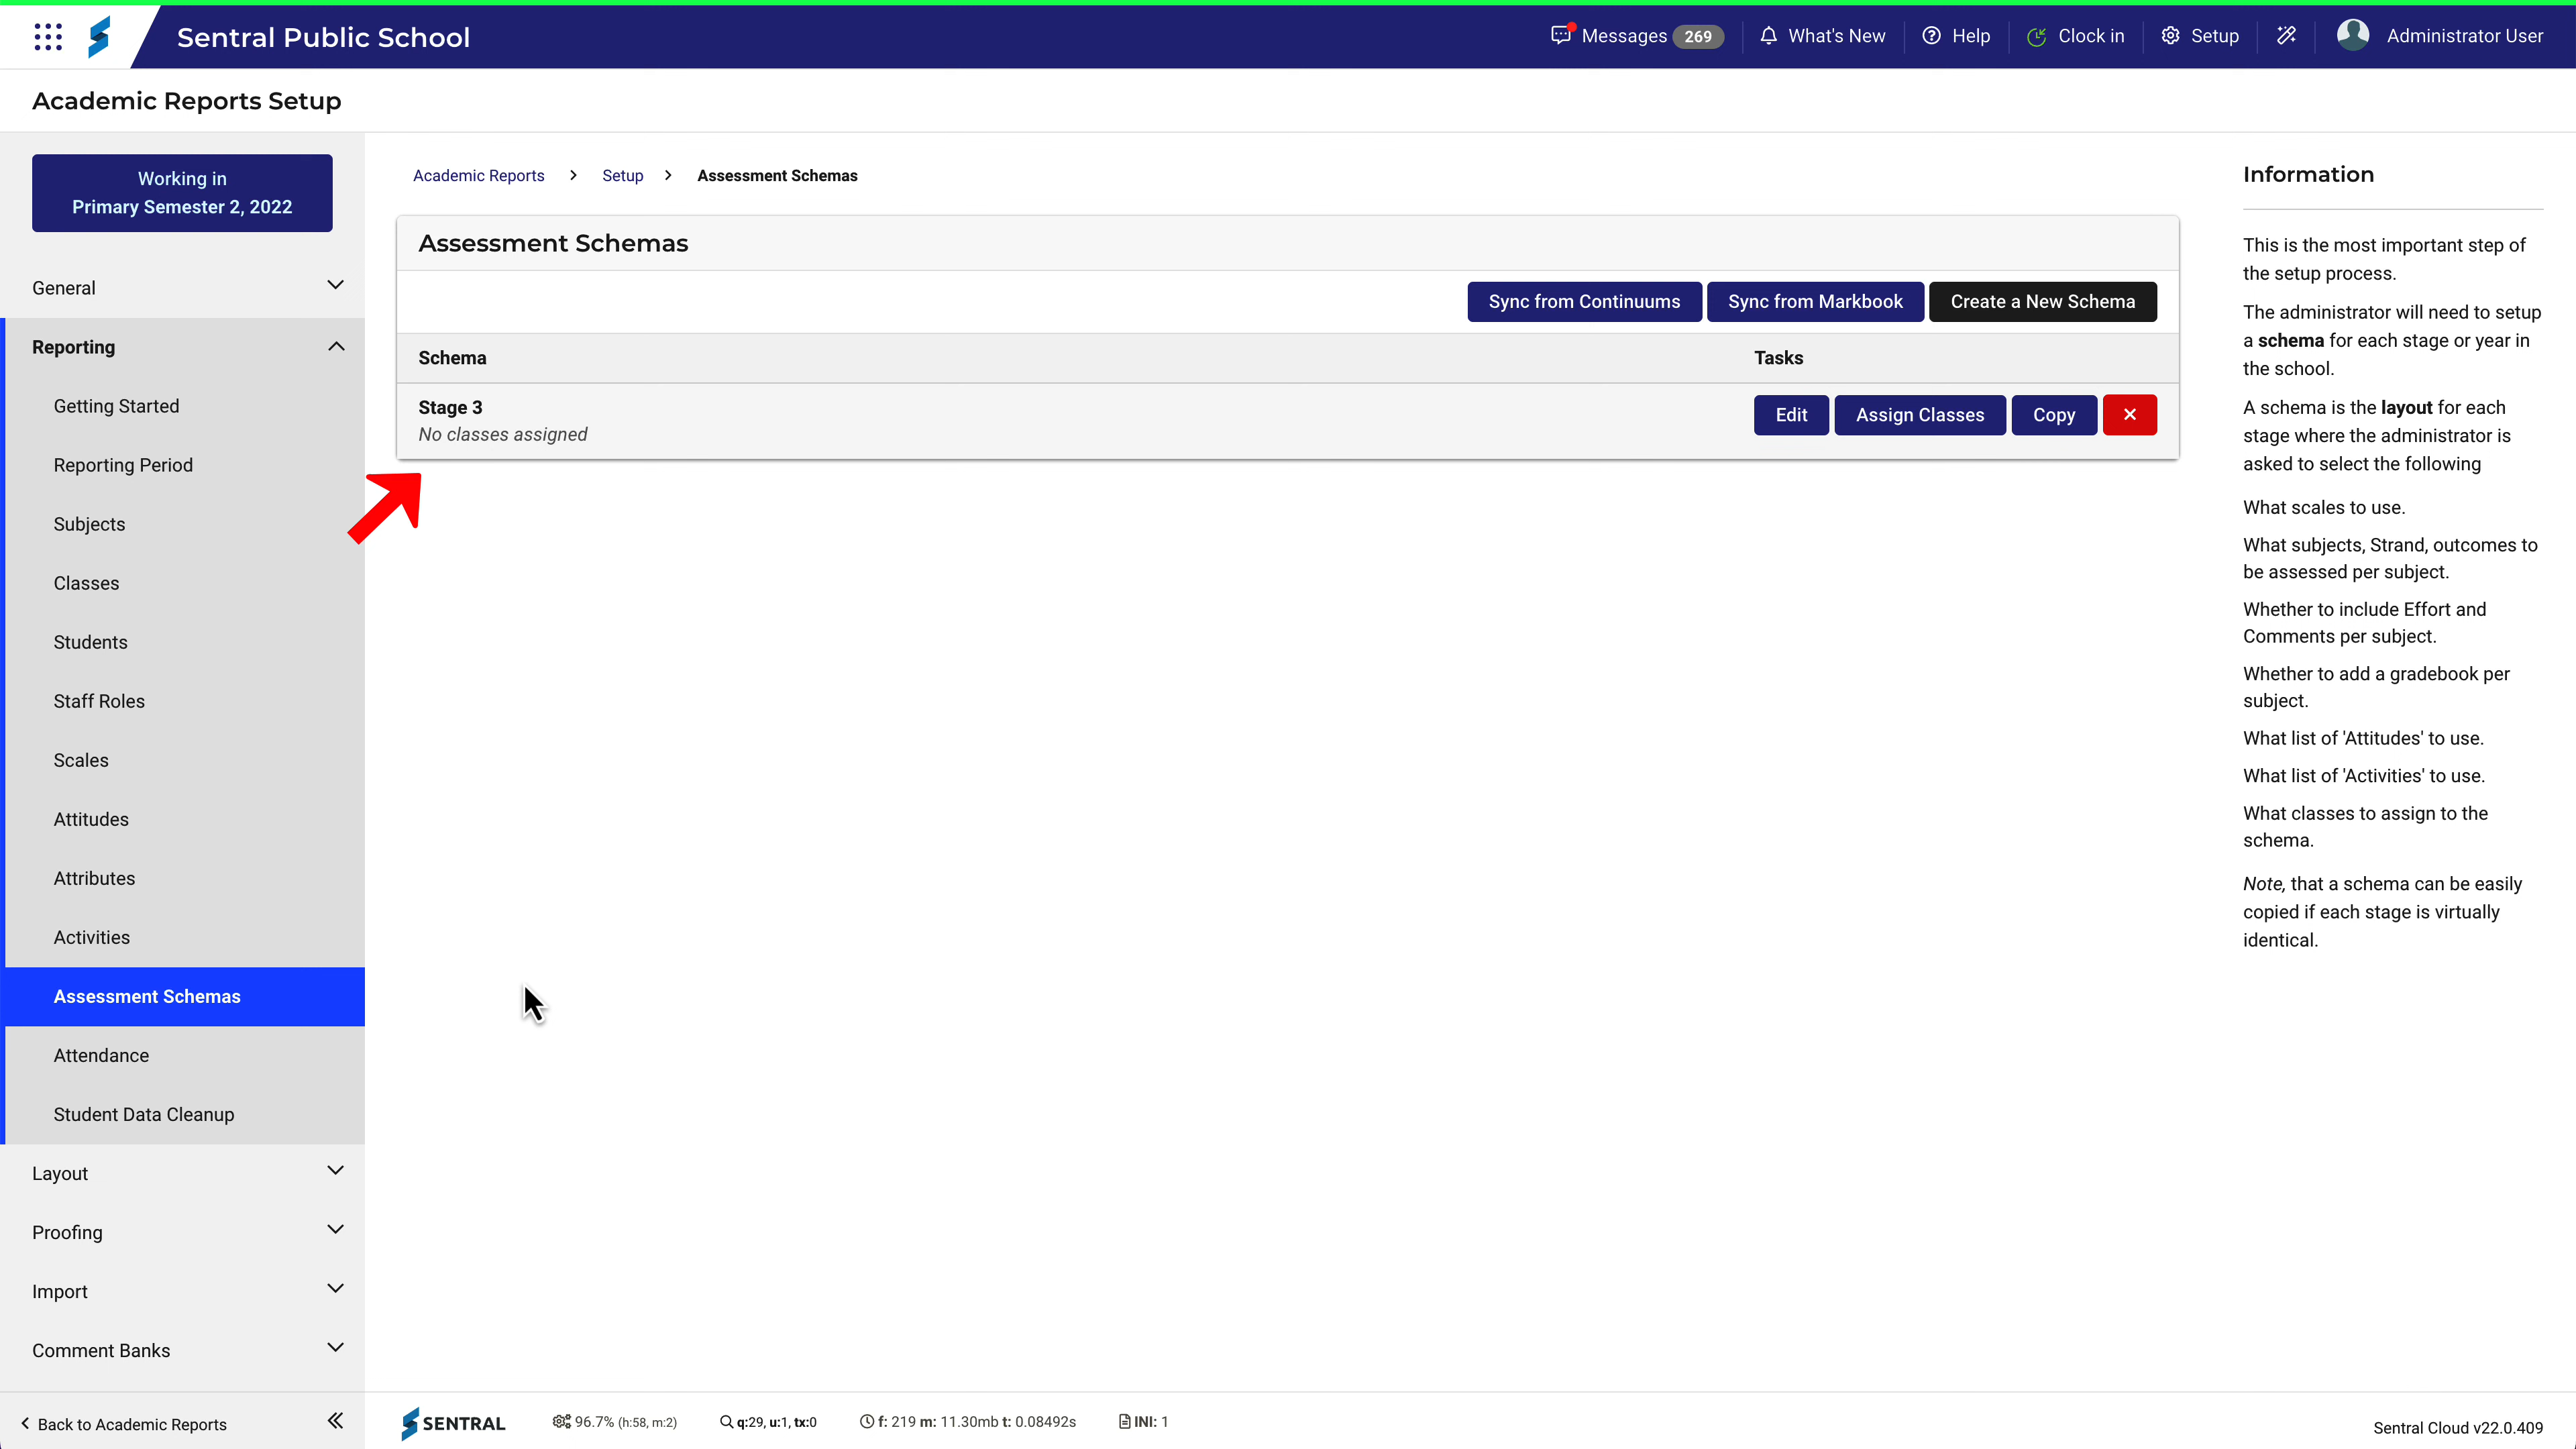 Sentral Public School
Messages 269
What's New
Help
Clock in
Setup
Administrator User
Academic Reports Setup
Working in
Primary Semester 2, 2022
General
Reporting
Getting Started
Reporting Period
Subjects
Classes
Students
Staff Roles
Scales
Attitudes
Attributes
Activities
Assessment Schemas
Attendance
Student Data Cleanup
Layout
Proofing
Import
Comment Banks
Back to Academic Reports
Academic Reports > Setup > Assessment Schemas
Assessment Schemas
Sync from Continuums
Sync from Markbook
Create a New Schema
Schema
Tasks
Stage 3
No classes assigned
Edit
Assign Classes
Copy
Information
This is the most important step of
the setup process.
The administrator will need to setup
a schema for each stage or year in
the school.
A schema is the layout for each
stage where the administrator is
asked to select the following
What scales to use.
What subjects, Strand, outcomes to
be assessed per subject.
Whether to include Effort and
Comments per subject.
Whether to add a gradebook per
subject.
What list of 'Attitudes' to use.
What list of 'Activities' to use.
What classes to assign to the
schema.
Note, that a schema can be easily
copied if each stage is virtually
identical.
SENTRAL
96.7% (h:58, m:2)
q:29, u:1, tx:0
f: 219 m: 11.30mb t: 0.08492s
INI: 1
Sentral Cloud v22.0.409